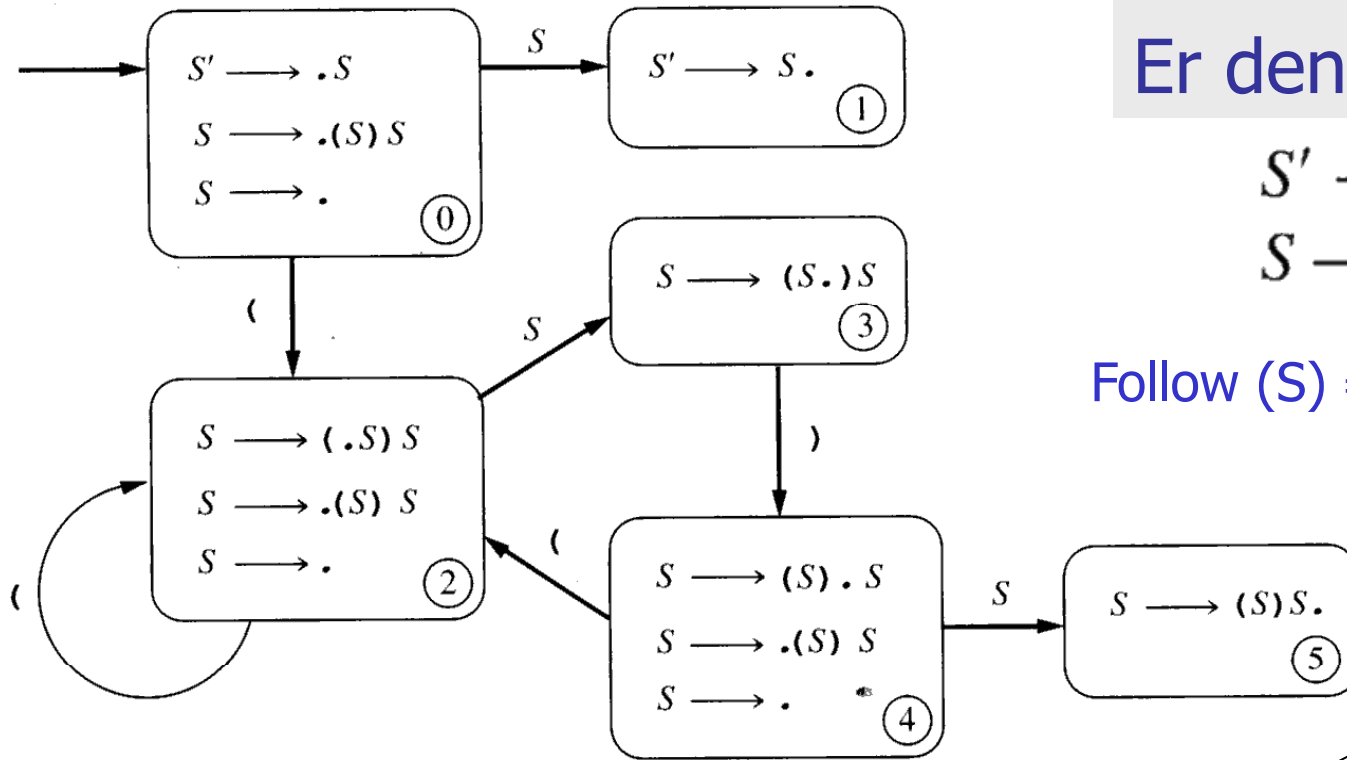 S' ⟶ .S
S ⟶ .(S) S
S ⟶ .
0
S
S' ⟶ S.
1
(
S
S ⟶ (S.) S
3
)
S ⟶ (.S) S
S ⟶ .(S) S
S ⟶ .
2
(
(
S ⟶ (S). S
S ⟶ .(S) S
S ⟶ .
4
S
S ⟶ (S) S.
5
Er den
S'
S
Follow (S) =